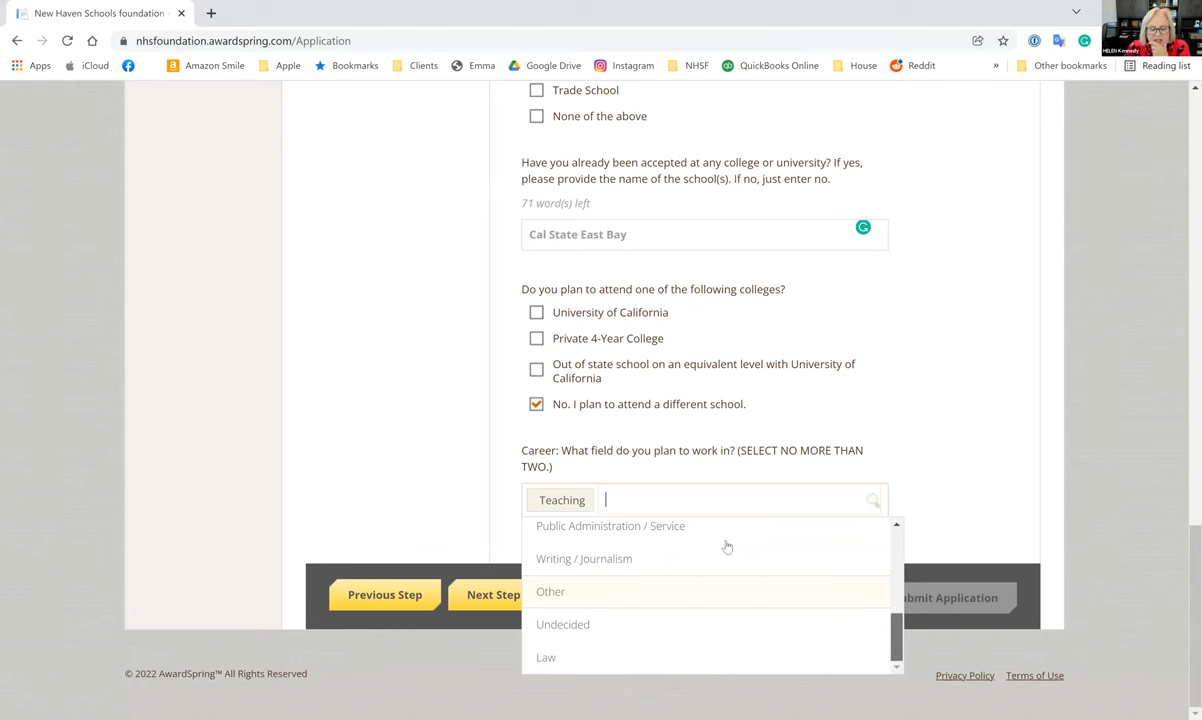 New Haven Schools foundation -
nhsfoundation.awardspring.com/Application
HELEN Kennedy
Apps iCloud Amazon Smile Apple Bookmarks Clients Emma Google Drive Instagram NHSF QuickBooks Online House Reddit » Other bookmarks Reading list
Trade School
None of the above
Have you already been accepted at any college or university? If yes,
please provide the name of the school(s). If no, just enter no.
71 word(s) left
Cal State East Bay
Do you plan to attend one of the following colleges?
University of California
Private 4-Year College
Out of state school on an equivalent level with University of
California
No. I plan to attend a different school.
Career: What field do you plan to work in? (SELECT NO MORE THAN
TWO.)
Teaching
Public Administration / Service
Writing / Journalism
Other
Undecided
Law
Previous Step Next Step ubmit Application
© 2022 AwardSpring™ All Rights Reserved
Privacy Policy Terms of Use